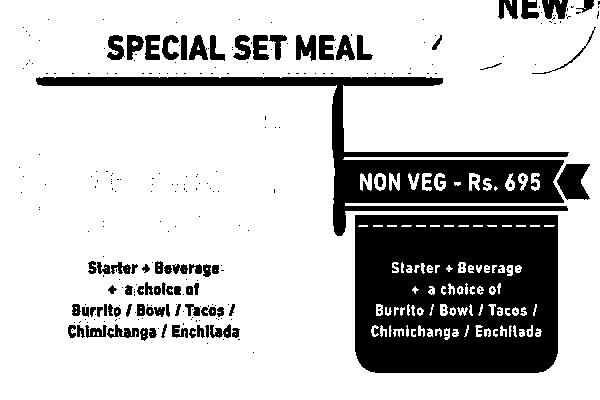 NEW
SPECIAL SET MEAL
NON VEG - Rs. 695
Starter + Beverage
+ a choice of
Burrito / Bowl / Tacos /
Chimichanga / Enchilada
Starter + Beverage
+ a choice of
Burrito / Bowl / Tacos /
Chimichanga / Enchilada